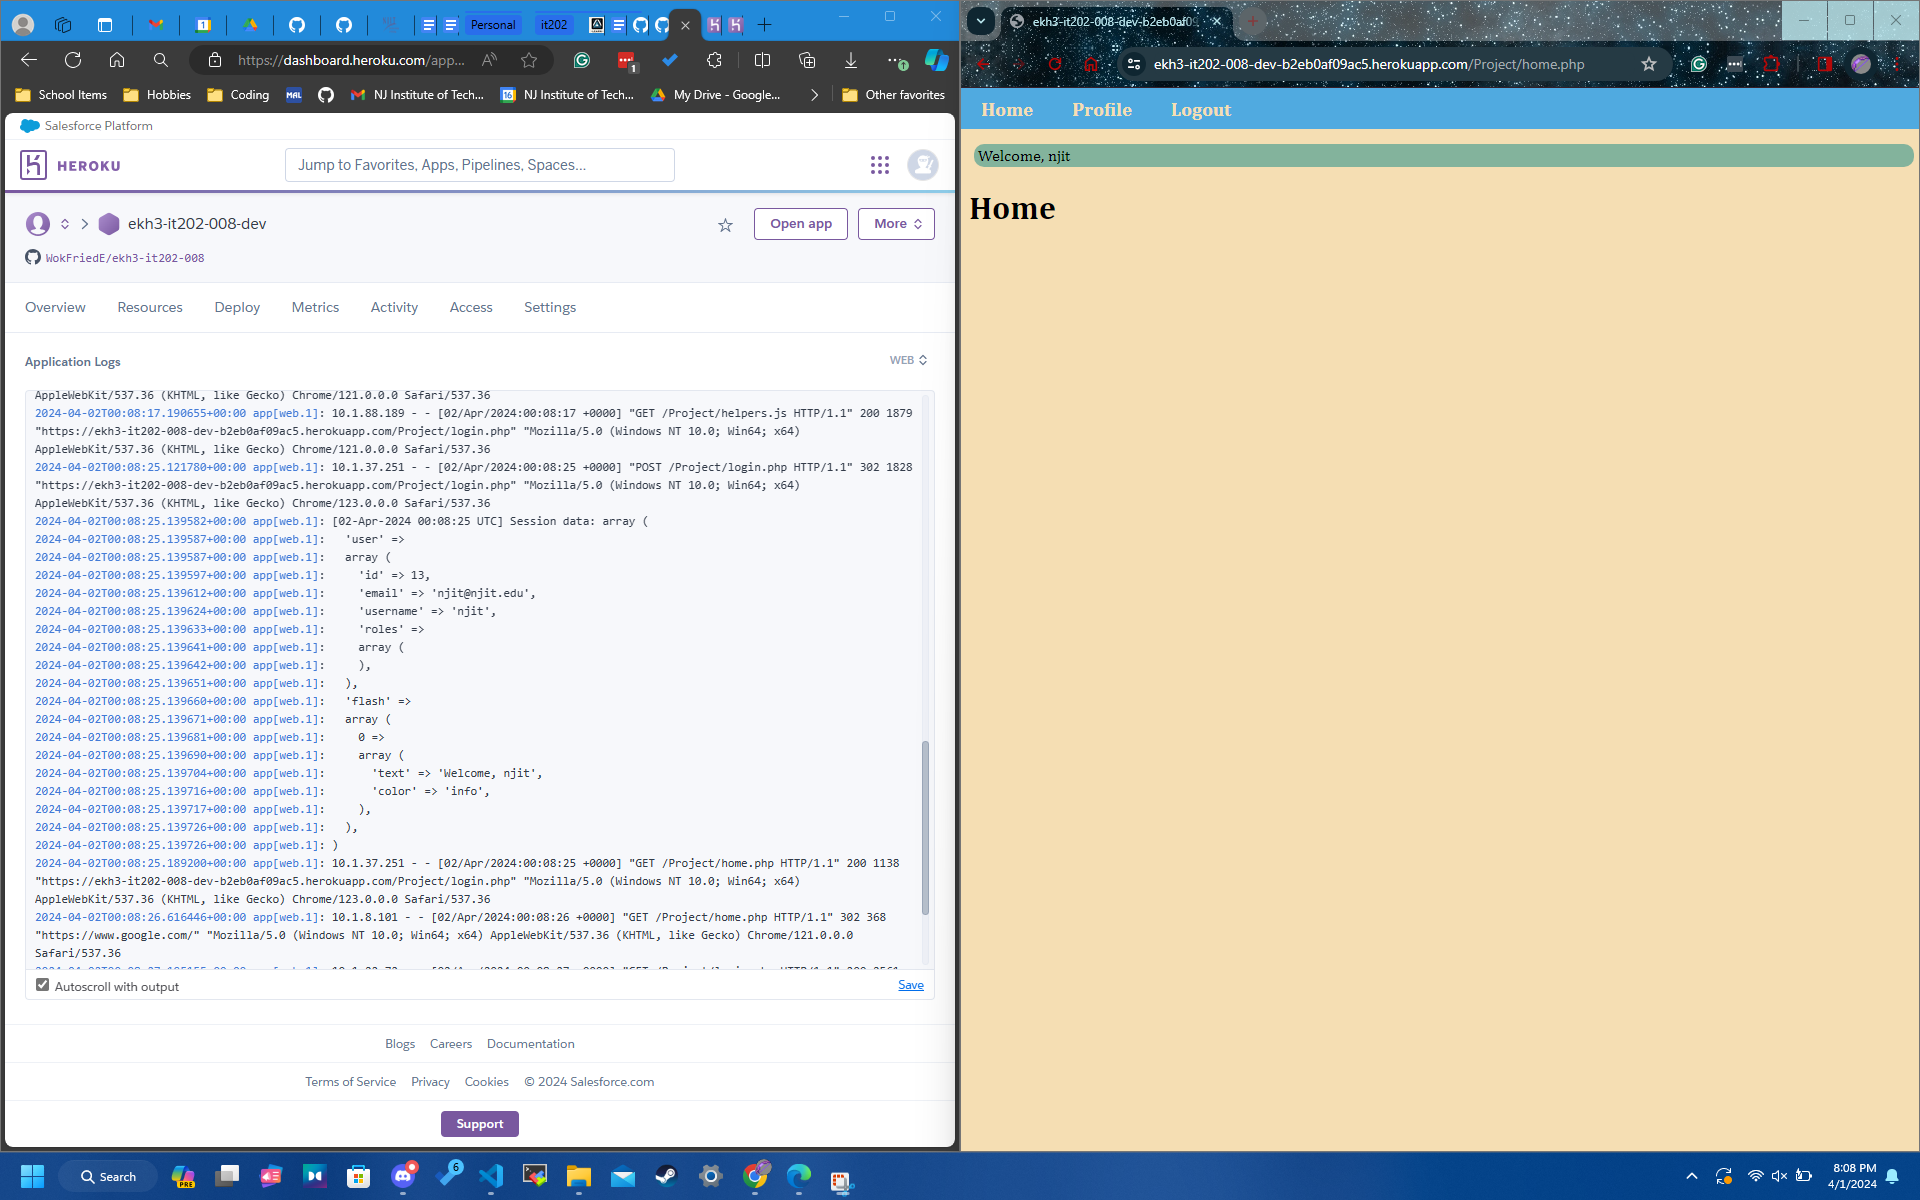 Personal
it202
https://dashboard.heroku.com/app...
1
School Items
Hobbies
Coding
MAL
NJ Institute of Tech...
16
NJ Institute of Tech...
My Drive - Google...
Other favorites
Salesforce Platform
HEROKU
Jump to Favorites, Apps, Pipelines, Spaces...
ekh3-it202-008-dev
Open app
More
WokFriedE/ekh3-it202-008
Overview
Resources
Deploy
Metrics
Activity
Access
Settings
Application Logs
WEB
AppleWebKit/537.36 (KHTML, like Gecko) Chrome/121.0.0.0 Safari/537.36
2024-04-02T00:08:17.190655+00:00 app[web.1]: 10.1.88.189 - - [02/Apr/2024:00:08:17 +0000] "GET /Project/helpers.js HTTP/1.1" 200 1879
"https://ekh3-it202-008-dev-b2eb0af09ac5.herokuapp.com/Project/login.php" "Mozilla/5.0 (Windows NT 10.0; Win64; x64)
AppleWebKit/537.36 (KHTML, like Gecko) Chrome/121.0.0.0 Safari/537.36
2024-04-02T00:08:25.121780+00:00 app[web.1]: 10.1.37.251 - - [02/Apr/2024:00:08:25 +0000] "POST /Project/login.php HTTP/1.1" 302 1828
"https://ekh3-it202-008-dev-b2eb0af09ac5.herokuapp.com/Project/login.php" "Mozilla/5.0 (Windows NT 10.0; Win64; x64)
AppleWebKit/537.36 (KHTML, like Gecko) Chrome/123.0.0.0 Safari/537.36
2024-04-02T00:08:25.139582+00:00 app[web.1]: [02-Apr-2024 00:08:25 UTC] Session data: array (
2024-04-02T00:08:25.139587+00:00 app[web.1]: 'user' =>
2024-04-02T00:08:25.139587+00:00 app[web.1]: array (
2024-04-02T00:08:25.139597+00:00 app[web.1]: 'id' => 13,
2024-04-02T00:08:25.139612+00:00 app[web.1]: 'email' => 'njit@njit.edu',
2024-04-02T00:08:25.139624+00:00 app[web.1]: 'username' => 'njit',
2024-04-02T00:08:25.139633+00:00 app[web.1]: 'roles' =>
2024-04-02T00:08:25.139641+00:00 app[web.1]: array (
2024-04-02T00:08:25.139642+00:00 app[web.1]: ),
2024-04-02T00:08:25.139651+00:00 app[web.1]: ),
2024-04-02T00:08:25.139660+00:00 app[web.1]: 'flash' =>
2024-04-02T00:08:25.139671+00:00 app[web.1]: array (
2024-04-02T00:08:25.139681+00:00 app[web.1]: 0 =>
2024-04-02T00:08:25.139690+00:00 app[web.1]: array (
2024-04-02T00:08:25.139704+00:00 app[web.1]: 'text' => 'Welcome, njit',
2024-04-02T00:08:25.139716+00:00 app[web.1]: 'color' => 'info',
2024-04-02T00:08:25.139717+00:00 app[web.1]: ),
2024-04-02T00:08:25.139726+00:00 app[web.1]: ),
2024-04-02T00:08:25.139726+00:00 app[web.1]: )
2024-04-02T00:08:25.189200+00:00 app[web.1]: 10.1.37.251 - - [02/Apr/2024:00:08:25 +0000] "GET /Project/home.php HTTP/1.1" 200 1138
"https://ekh3-it202-008-dev-b2eb0af09ac5.herokuapp.com/Project/login.php" "Mozilla/5.0 (Windows NT 10.0; Win64; x64)
AppleWebKit/537.36 (KHTML, like Gecko) Chrome/123.0.0.0 Safari/537.36
2024-04-02T00:08:26.616446+00:00 app[web.1]: 10.1.8.101 - - [02/Apr/2024:00:08:26 +0000] "GET /Project/home.php HTTP/1.1" 302 368
"https://www.google.com/" "Mozilla/5.0 (Windows NT 10.0; Win64; x64) AppleWebKit/537.36 (KHTML, like Gecko) Chrome/121.0.0.0
Safari/537.36
Autoscroll with output
Save
Blogs
Careers
Documentation
Terms of Service
Privacy
Cookies
© 2024 Salesforce.com
Support
ekh3-it202-008-dev-b2eb0af09
ekh3-it202-008-dev-b2eb0af09ac5.herokuapp.com/Project/home.php
Home
Profile
Logout
Welcome, njit
Home
Search
PRE
6
8:08 PM
4/1/2024